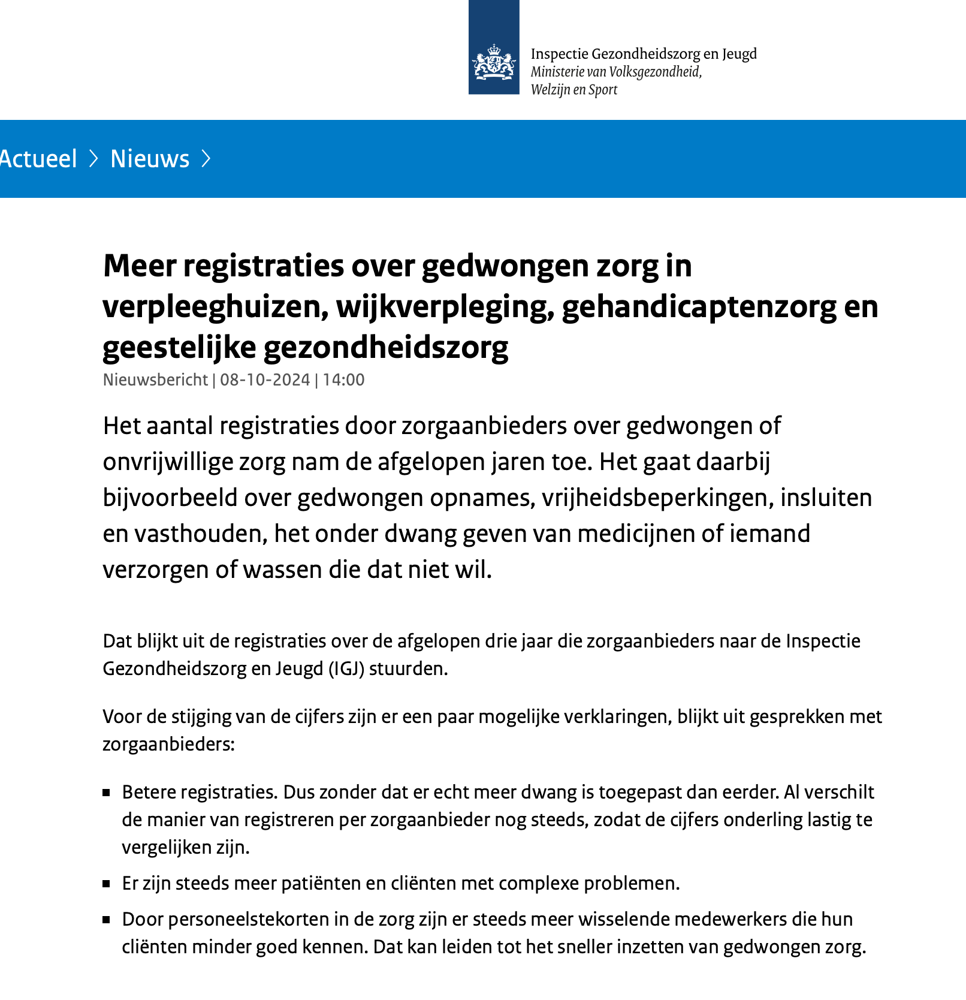 Inspectie Gezondheidszorg en Jeugd
Ministerie van Volksgezondheid,
Welzijn en Sport
Actueel
Nieuws
Meer registraties over gedwongen zorg in
verpleeghuizen, wijkverpleging, gehandicaptenzorg en
geestelijke gezondheidszorg
Nieuwsbericht | 08-10-2024 | 14:00
Het aantal registraties door zorgaanbieders over gedwongen of
onvrijwillige zorg nam de afgelopen jaren toe. Het gaat daarbij
bijvoorbeeld over gedwongen opnames, vrijheidsbeperkingen, insluiten
en vasthouden, het onder dwang geven van medicijnen of iemand
verzorgen of wassen die dat niet wil.
Dat blijkt uit de registraties over de afgelopen drie jaar die zorgaanbieders naar de Inspectie
Gezondheidszorg en Jeugd (IGJ) stuurden.
Voor de stijging van de cijfers zijn er een paar mogelijke verklaringen, blijkt uit gesprekken met
zorgaanbieders:
Betere registraties. Dus zonder dat er echt meer dwang is toegepast dan eerder. Al verschilt
de manier van registreren per zorgaanbieder nog steeds, zodat de cijfers onderling lastig te
vergelijken zijn.
Er zijn steeds meer patiënten en cliënten met complexe problemen.
Door personeelstekorten in de zorg zijn er steeds meer wisselende medewerkers die hun
cliënten minder goed kennen. Dat kan leiden tot het sneller inzetten van gedwongen zorg.